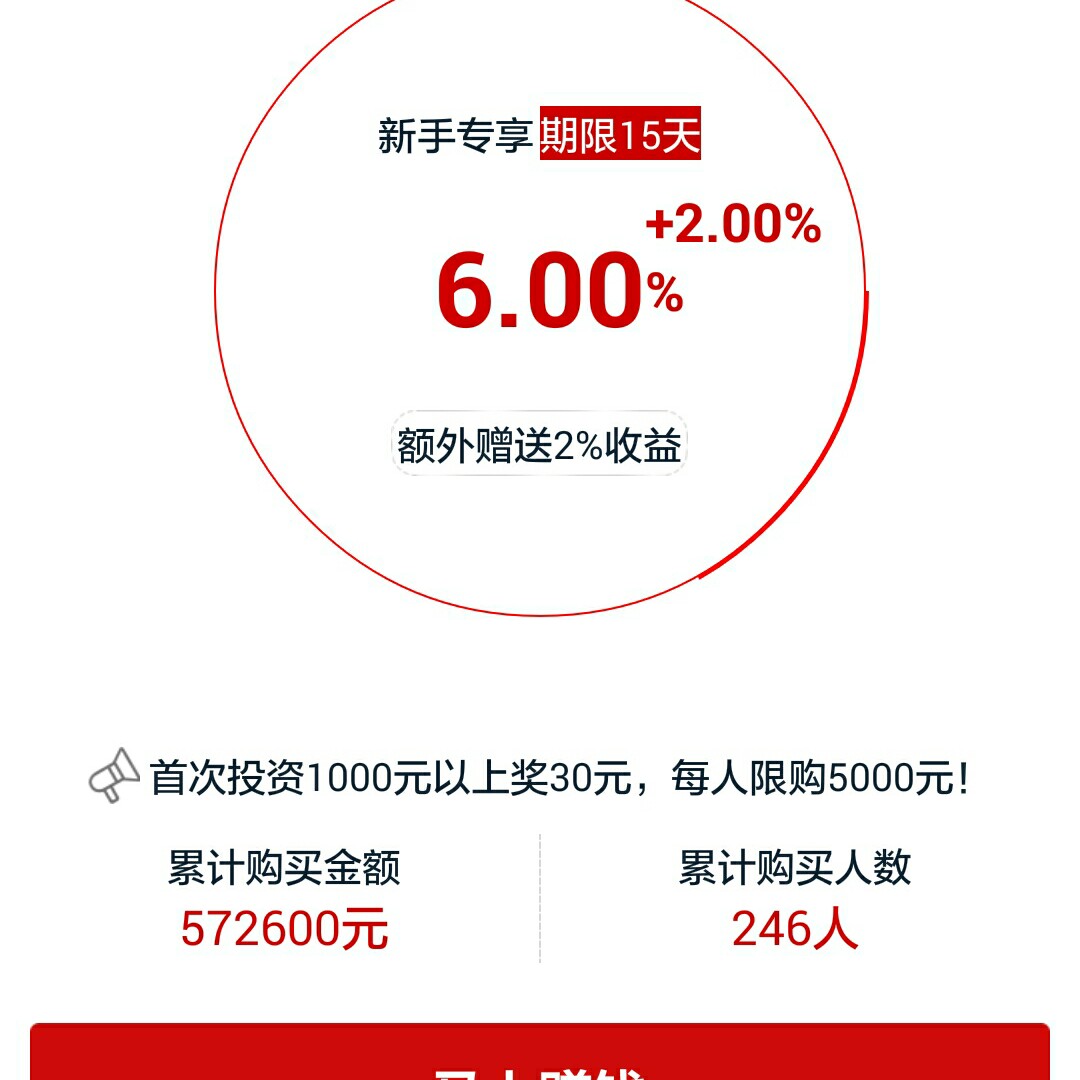 新手专享 期限15天
+2.00%
6.00%
额外赠送2%收益
首次投资1000元以上奖30元，每人限购5000元！
累计购买金额
累计购买人数
572600元
246人